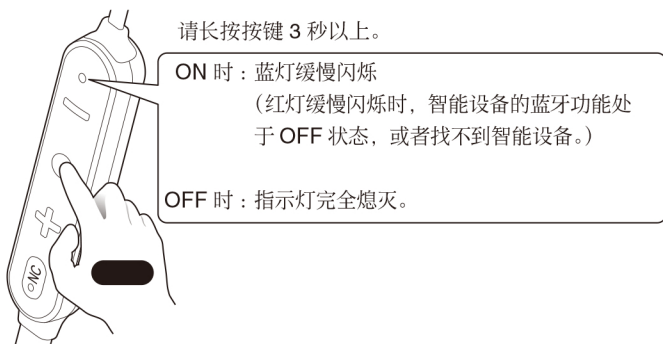 请长按按键 3 秒以上。
ON 时：蓝灯缓慢闪烁
（红灯缓慢闪烁时，智能设备的蓝牙功能处
于 OFF 状态，或者找不到智能设备。）
OFF 时：指示灯完全熄灭。
NC